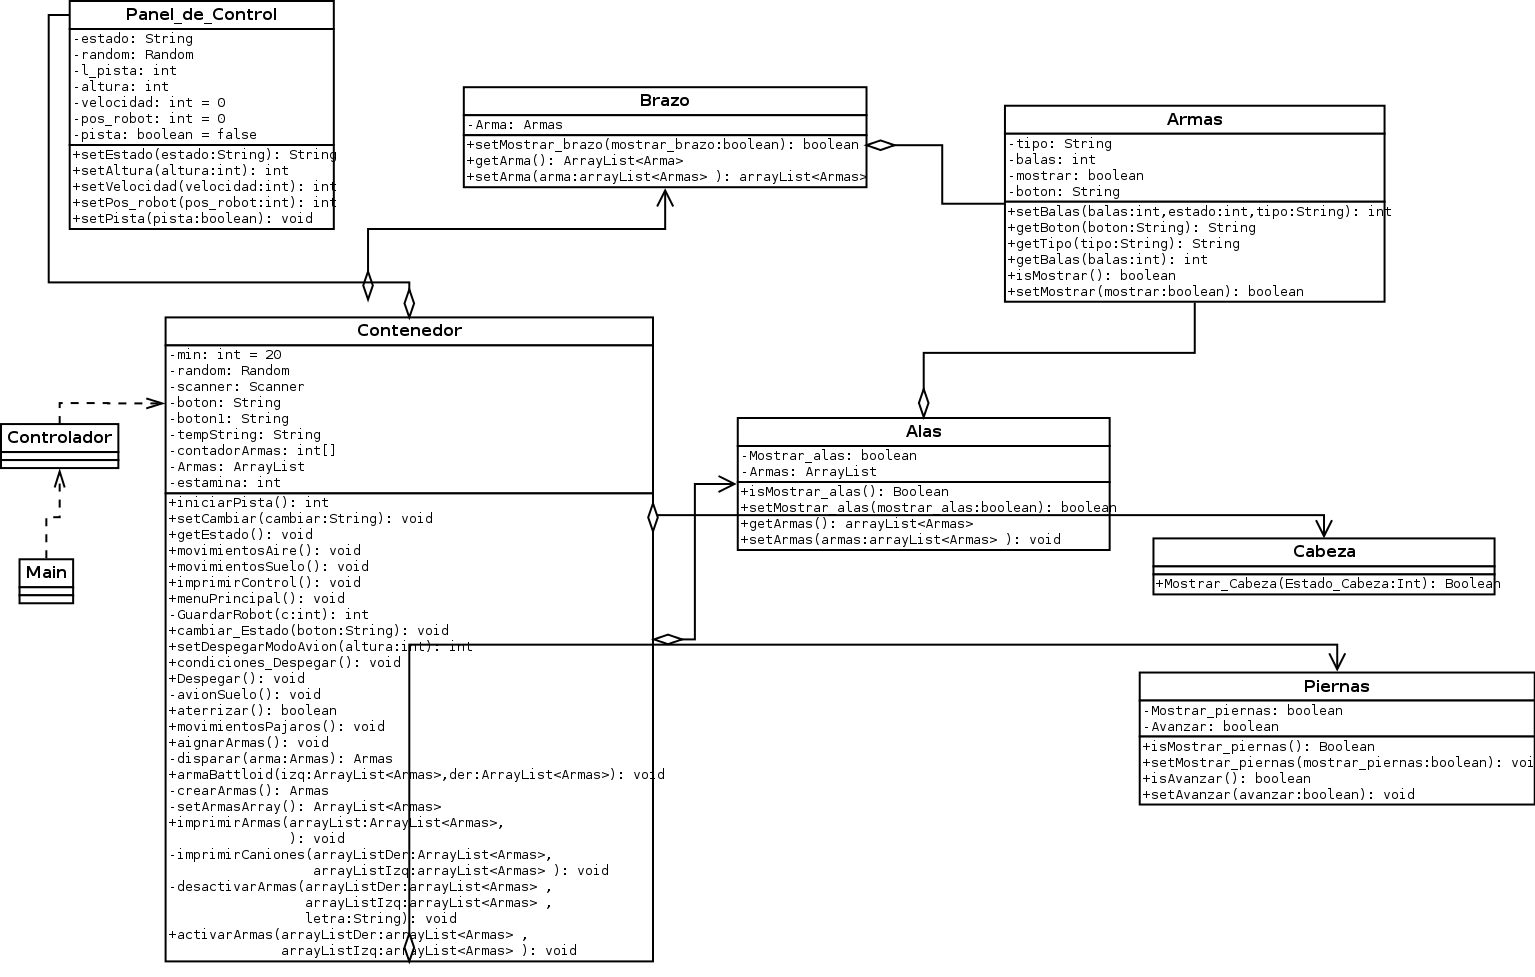 Panel_de_Control
-estado: String
-random: Random
-l_pista: int
-altura: int
-velocidad: int = 0
-pos_robot: int = 0
-pista: boolean = false
+setEstado(estado:String): String
+setAltura(altura:int): int
+setVelocidad(velocidad:int): int
+setPos_robot(pos_robot:int): int
+setPista(pista:boolean): void
Brazo
-Arma: Armas
+setMostrar_brazo(mostrar_brazo:boolean): boolean
+getArma(): ArrayList<Arma>
+setArma(arma:arrayList<Armas> ): arrayList<Armas>
Armas
-tipo: String
-balas: int
-mostrar: boolean
-boton: String
+setBalas(balas:int,estado:int,tipo:String): int
+getBoton(boton:String): String
+getTipo(tipo:String): String
+getBalas(balas:int): int
+isMostrar(): boolean
+setMostrar(mostrar:boolean): boolean
Contenedor
-min: int = 20
-random: Random
-scanner: Scanner
-boton: String
-boton1: String
-tempString: String
-contadorArmas: int[]
-Armas: ArrayList
-estamina: int
+iniciarPista(): int
+setCambiar(cambiar:String): void
+getEstado(): void
+movimientosAire(): void
+movimientosSuelo(): void
+imprimirControl(): void
+menuPrincipal(): void
-GuardarRobot(c:int): int
+cambiar_Estado(boton:String): void
+setDespegarModoAvion(altura:int): int
+condiciones_Despegar(): void
+Despegar(): void
-avionSuelo(): void
+aterrizar(): boolean
+movimientosPajaros(): void
+aignarArmas(): void
-disparar(arma:Armas): Armas
+armaBattloid(izq:ArrayList<Armas>,der:ArrayList<Armas>): void
-crearArmas(): Armas
-setArmasArray(): ArrayList<Armas>
+imprimirArmas(arrayList:ArrayList<Armas>,
): void
-imprimirCaniones(arrayListDer:ArrayList<Armas>,
arrayListIzq:arrayList<Armas> ): void
-desactivarArmas(arrayListDer:arrayList<Armas> ,
arrayListIzq:arrayList<Armas> ,
letra:String): void
+activarArmas(arrayListDer:arrayList<Armas> ,
arrayListIzq:arrayList<Armas> ): void
Controlador
Main
Alas
-Mostrar_alas: boolean
-Armas: ArrayList
+isMostrar_alas(): Boolean
+setMostrar_alas(mostrar_alas:boolean): boolean
+getArmas(): arrayList<Armas>
+setArmas(armas:arrayList<Armas> ): void
Cabeza
+Mostrar_Cabeza(Estado_Cabeza:Int): Boolean
Piernas
-Mostrar_piernas: boolean
-Avanzar: boolean
+isMostrar_piernas(): Boolean
+setMostrar_piernas(mostrar_piernas:boolean): voi
+isAvanzar(): boolean
+setAvanzar(avanzar:boolean): void